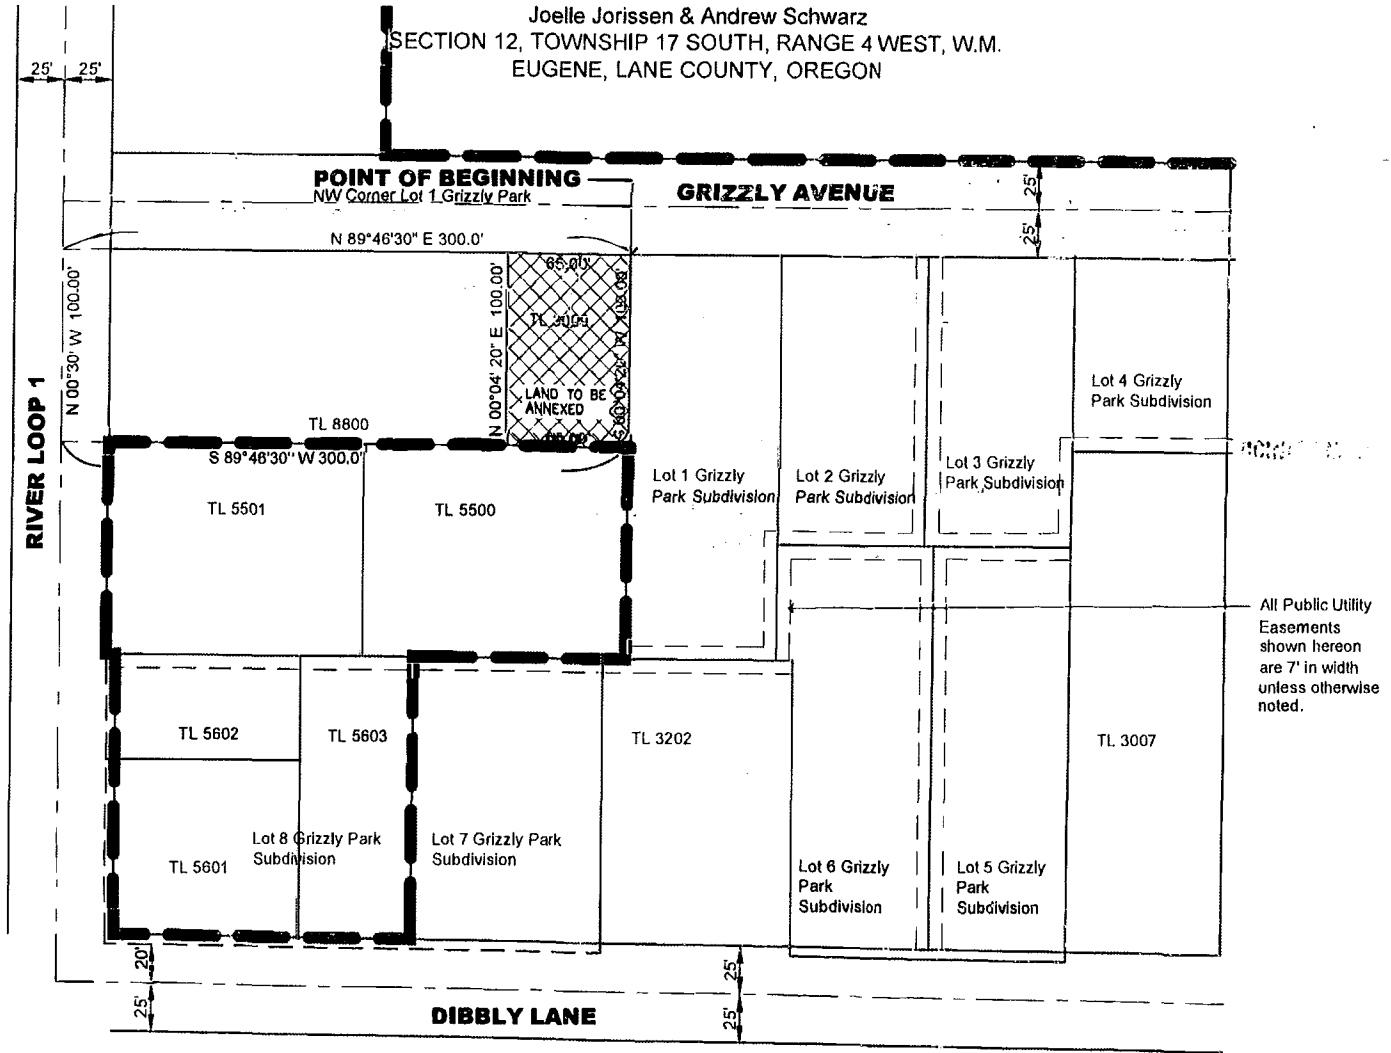 Joelle Jorissen & Andrew Schwarz
SECTION 12, TOWNSHIP 17 SOUTH, RANGE 4 WEST, W.M.
EUGENE, LANE COUNTY, OREGON
25'
25'
POINT OF BEGINNING
NW Corner Lot 1 Grizzly Park
GRIZZLY AVENUE
25'
25'
N 89°46'30" E 300.0'
N 00°30' W 100.00'
N 00°04'20" E 100.00'
65.00'
S 00°04'20" W 100.00'
LAND TO BE
ANNEXED
RIVER LOOP 1
TL 8800
S 89°46'30" W 300.0'
TL 5501
TL 5500
Lot 1 Grizzly
Park Subdivision
Lot 2 Grizzly
Park Subdivision
Lot 3 Grizzly
Park Subdivision
Lot 4 Grizzly
Park Subdivision
All Public Utility
Easements
shown hereon
are 7' in width
unless otherwise
noted.
TL 5602
TL 5603
TL 3202
TL 3007
TL 5601
Lot 8 Grizzly Park
Subdivision
Lot 7 Grizzly Park
Subdivision
Lot 6 Grizzly
Park
Subdivision
Lot 5 Grizzly
Park
Subdivision
20'
25'
25'
25'
DIBBLY LANE